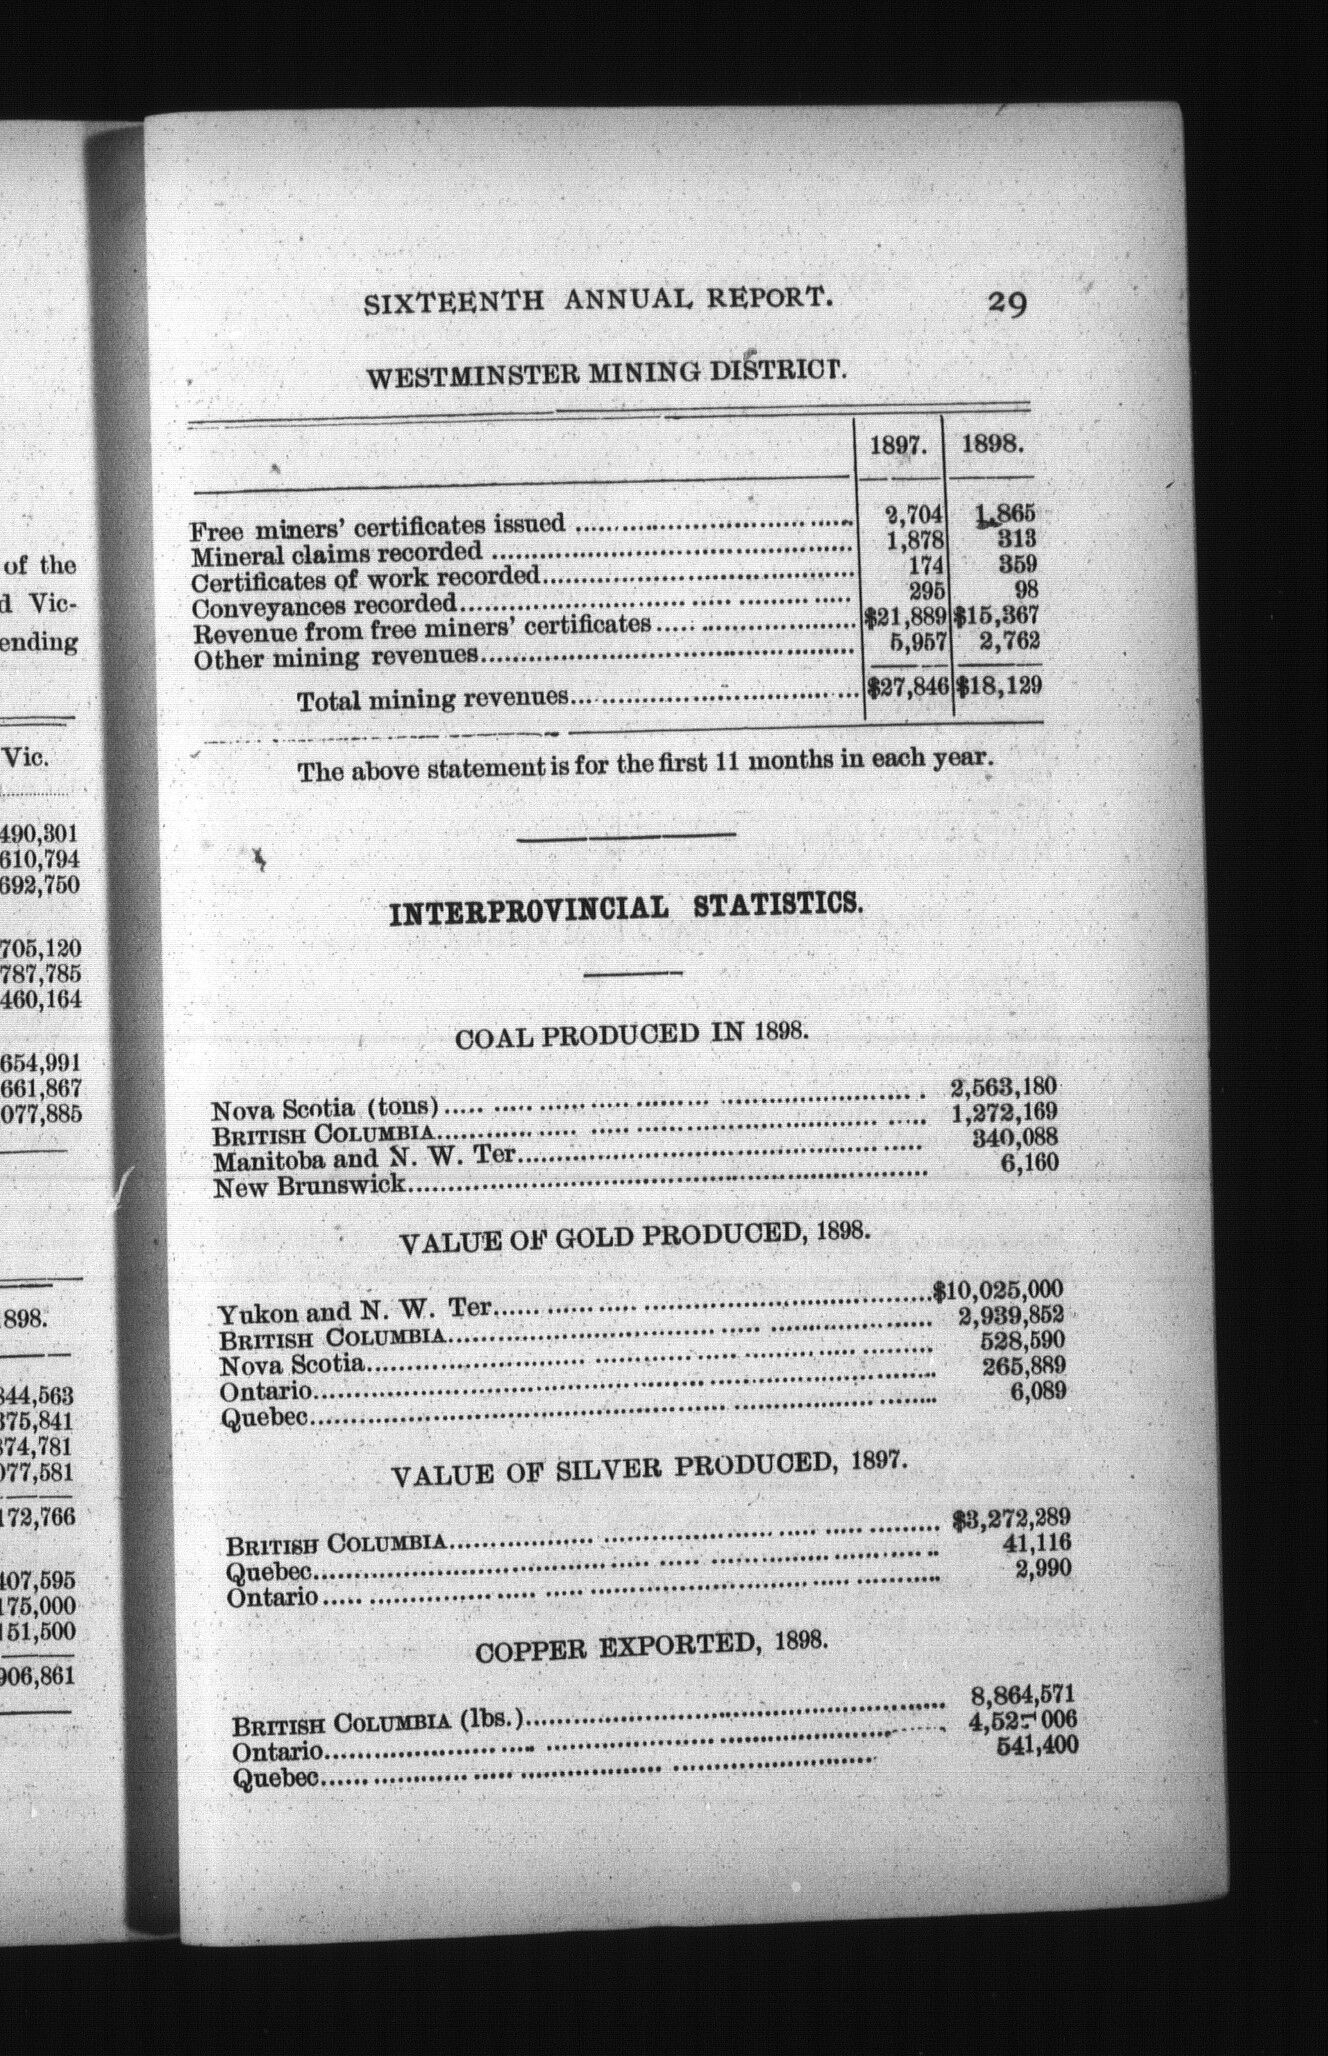 of the
d Vic-
ending
Vic.
490,301
610,794
692,750
705,120
787,785
460,164
654,991
661,867
077,885
1898.
844,563
375,841
374,781
077,581
172,766
407,595
175,000
151,500
906,861
SIXTEENTH ANNUAL REPORT. 29
WESTMINSTER MINING DISTRICT.
1897. 1898.
Free miners' certificates issued 2,704 1,865
Mineral claims recorded 1,878 313
Certificates of work recorded 174 359
Conveyances recorded 295 98
Revenue from free miners' certificates $21,889 $15,367
Other mining revenues 5,957 2,762
Total mining revenues $27,846 $18,129
The above statement is for the first 11 months in each year.
INTERPROVINCIAL STATISTICS.
COAL PRODUCED IN 1898.
Nova Scotia (tons) 2,563,180
BRITISH COLUMBIA 1,272,169
Manitoba and N. W. Ter 340,088
New Brunswick 6,160
VALUE OF GOLD PRODUCED, 1898.
Yukon and N. W. Ter $10,025,000
BRITISH COLUMBIA 2,939,852
Nova Scotia 528,590
Ontario 265,889
Quebec 6,089
VALUE OF SILVER PRODUCED, 1897.
BRITISH COLUMBIA $3,272,289
Quebec 41,116
Ontario 2,990
COPPER EXPORTED, 1898.
BRITISH COLUMBIA (lbs.) 8,864,571
Ontario
Quebec 541,400